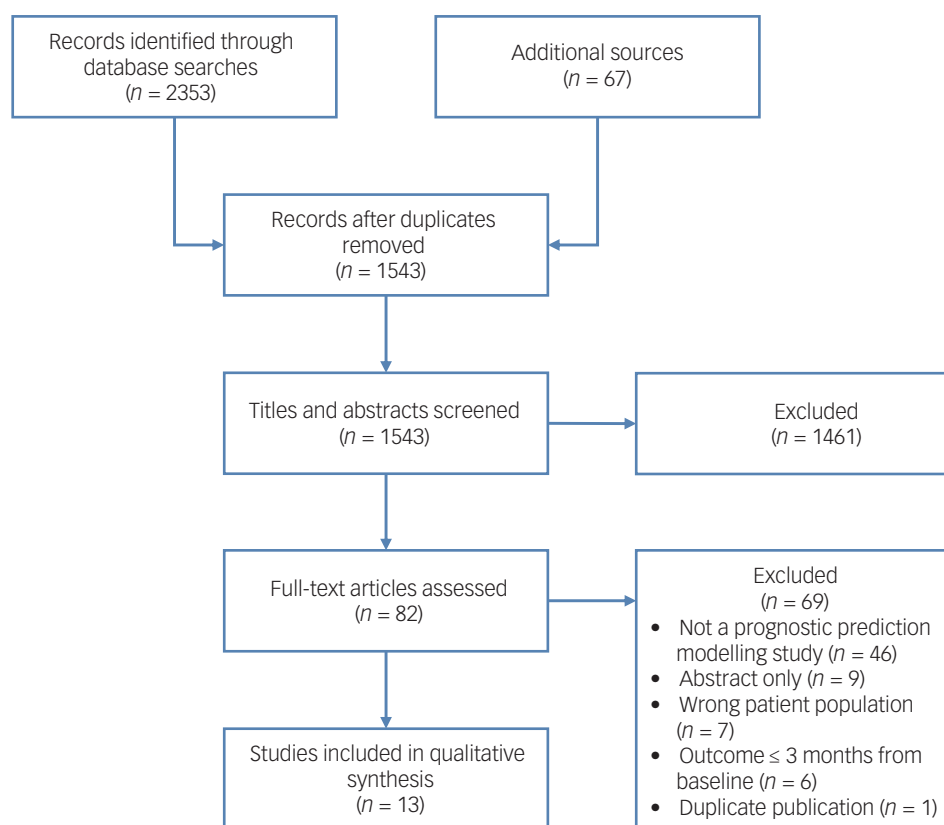 Records identified through
database searches
(n = 2353)
Additional sources
(n = 67)
Records after duplicates
removed
(n = 1543)
Titles and abstracts screened
(n = 1543)
Excluded
(n = 1461)
Full-text articles assessed
(n = 82)
Excluded
(n = 69)
• Not a prognostic prediction
modelling study (n = 46)
• Abstract only (n = 9)
• Wrong patient population
(n = 7)
• Outcome ≤ 3 months from
baseline (n = 6)
• Duplicate publication (n = 1)
Studies included in qualitative
synthesis
(n = 13)